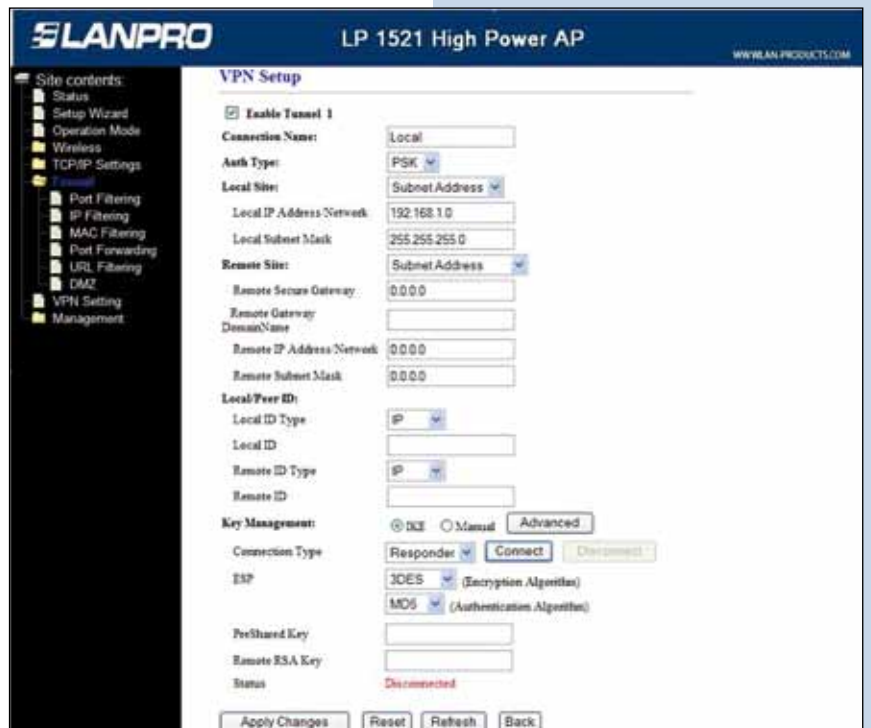 SLANPRO
LP 1521 High Power AP
WWW.LAN-PRODUCTS.COM
Site contents:
Status
Setup Wizard
Operation Mode
Wireless
TCP/IP Settings
Firewall
Port Filtering
IP Filtering
MAC Filtering
Port Forwarding
URL Filtering
DMZ
VPN Setting
Management
VPN Setup
Enable Tunnel 1
Connection Name: Local
Auth Type: PSK
Local Site: Subnet Address
Local IP Address/Network 192.168.1.0
Local Subnet Mask 255.255.255.0
Remote Site: Subnet Address
Remote Secure Gateway 0.0.0.0
Remote Gateway
DomainName
Remote IP Address/Network 0.0.0.0
Remote Subnet Mask 0.0.0.0
Local/Peer ID:
Local ID Type IP
Local ID
Remote ID Type IP
Remote ID
Key Management: IKE Manual Advanced
Connection Type Responder Connect Disconnect
ESP 3DES (Encryption Algorithm)
MD5 (Authentication Algorithm)
PreShared Key
Remote RSA Key
Status Disconnected
Apply Changes Reset Refresh Back